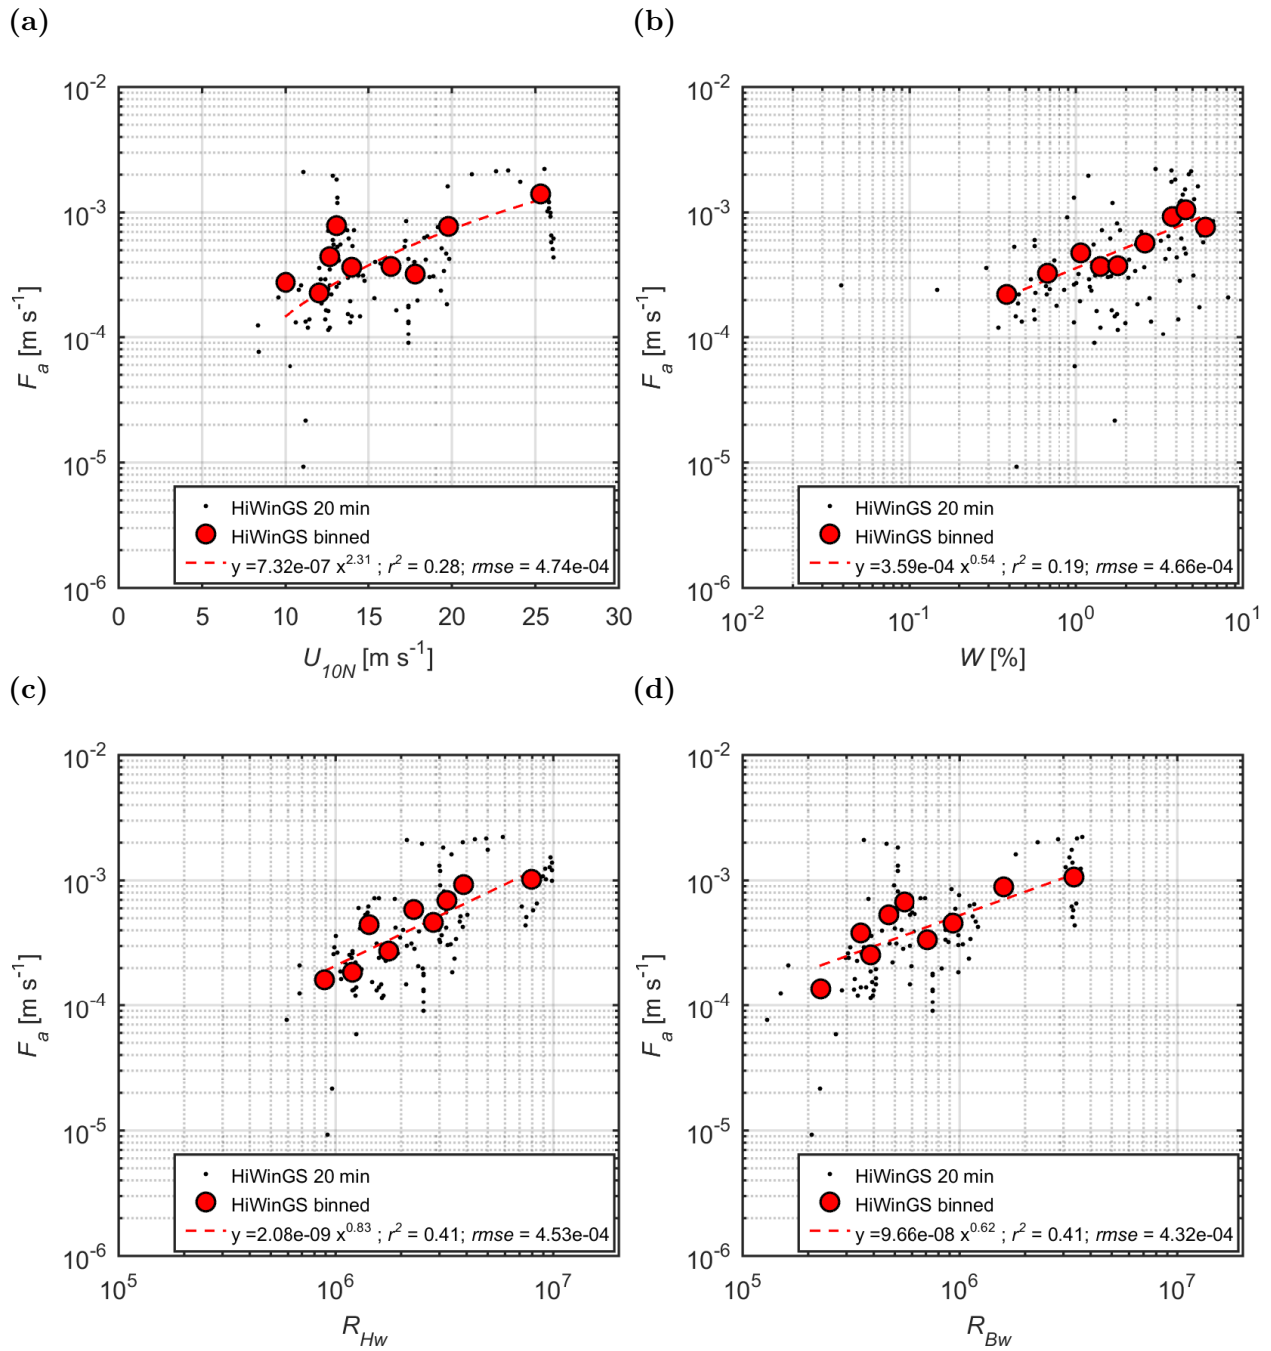 (a)
10^-2
10^-3
10^-4
10^-5
10^-6
F_a [m s^-1]
HiWinGS 20 min
HiWinGS binned
y =7.32e-07 x^2.31 ; r^2 = 0.28; rmse = 4.74e-04
0 5 10 15 20 25 30
U_10N [m s^-1]
(b)
10^-2
10^-3
10^-4
10^-5
10^-6
F_a [m s^-1]
HiWinGS 20 min
HiWinGS binned
y =3.59e-04 x^0.54 ; r^2 = 0.19; rmse = 4.66e-04
10^-2 10^-1 10^0 10^1
W [%]
(c)
10^-2
10^-3
10^-4
10^-5
10^-6
F_a [m s^-1]
HiWinGS 20 min
HiWinGS binned
y =2.08e-09 x^0.83 ; r^2 = 0.41; rmse = 4.53e-04
10^5 10^6 10^7
R_Hw
(d)
10^-2
10^-3
10^-4
10^-5
10^-6
F_a [m s^-1]
HiWinGS 20 min
HiWinGS binned
y =9.66e-08 x^0.62 ; r^2 = 0.41; rmse = 4.32e-04
10^5 10^6 10^7
R_Bw